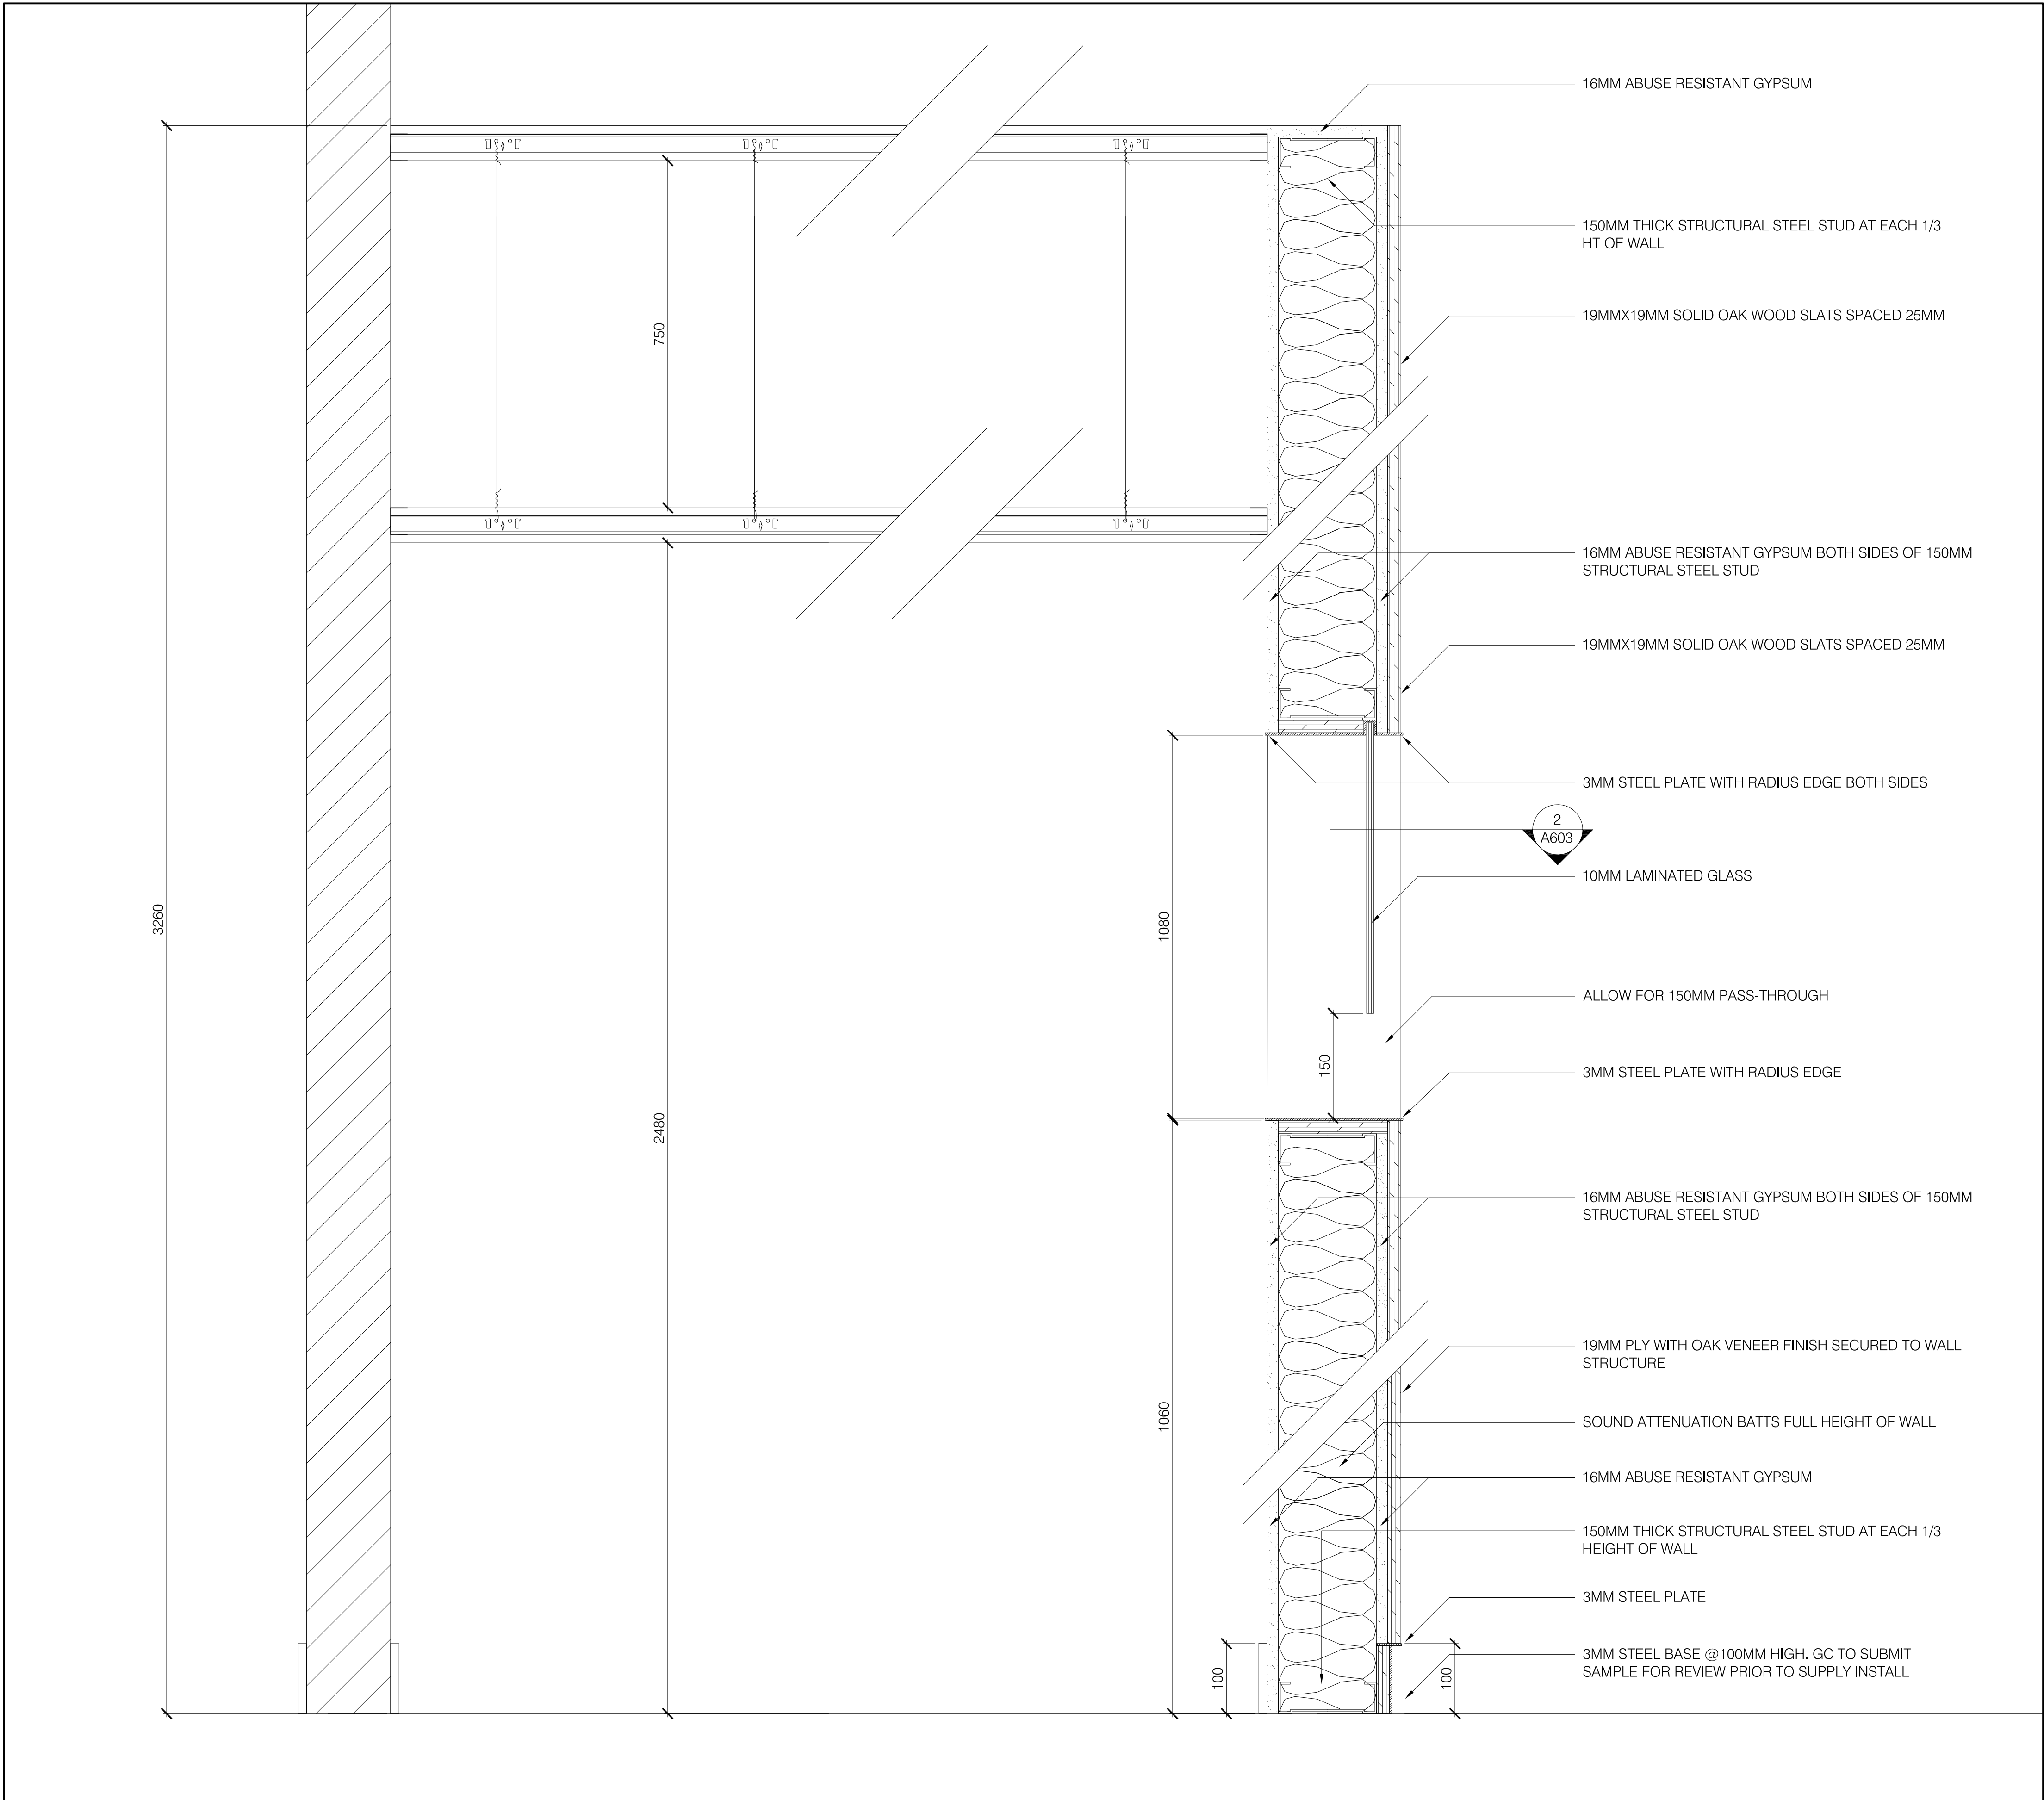 16MM ABUSE RESISTANT GYPSUM
150MM THICK STRUCTURAL STEEL STUD AT EACH 1/3
HT OF WALL
19MMX19MM SOLID OAK WOOD SLATS SPACED 25MM
750
16MM ABUSE RESISTANT GYPSUM BOTH SIDES OF 150MM
STRUCTURAL STEEL STUD
19MMX19MM SOLID OAK WOOD SLATS SPACED 25MM
3MM STEEL PLATE WITH RADIUS EDGE BOTH SIDES
2
A603
10MM LAMINATED GLASS
3260
1080
ALLOW FOR 150MM PASS-THROUGH
150
3MM STEEL PLATE WITH RADIUS EDGE
2480
16MM ABUSE RESISTANT GYPSUM BOTH SIDES OF 150MM
STRUCTURAL STEEL STUD
19MM PLY WITH OAK VENEER FINISH SECURED TO WALL
STRUCTURE
1060
SOUND ATTENUATION BATTS FULL HEIGHT OF WALL
16MM ABUSE RESISTANT GYPSUM
150MM THICK STRUCTURAL STEEL STUD AT EACH 1/3
HEIGHT OF WALL
3MM STEEL PLATE
3MM STEEL BASE @100MM HIGH. GC TO SUBMIT
SAMPLE FOR REVIEW PRIOR TO SUPPLY INSTALL
100
100